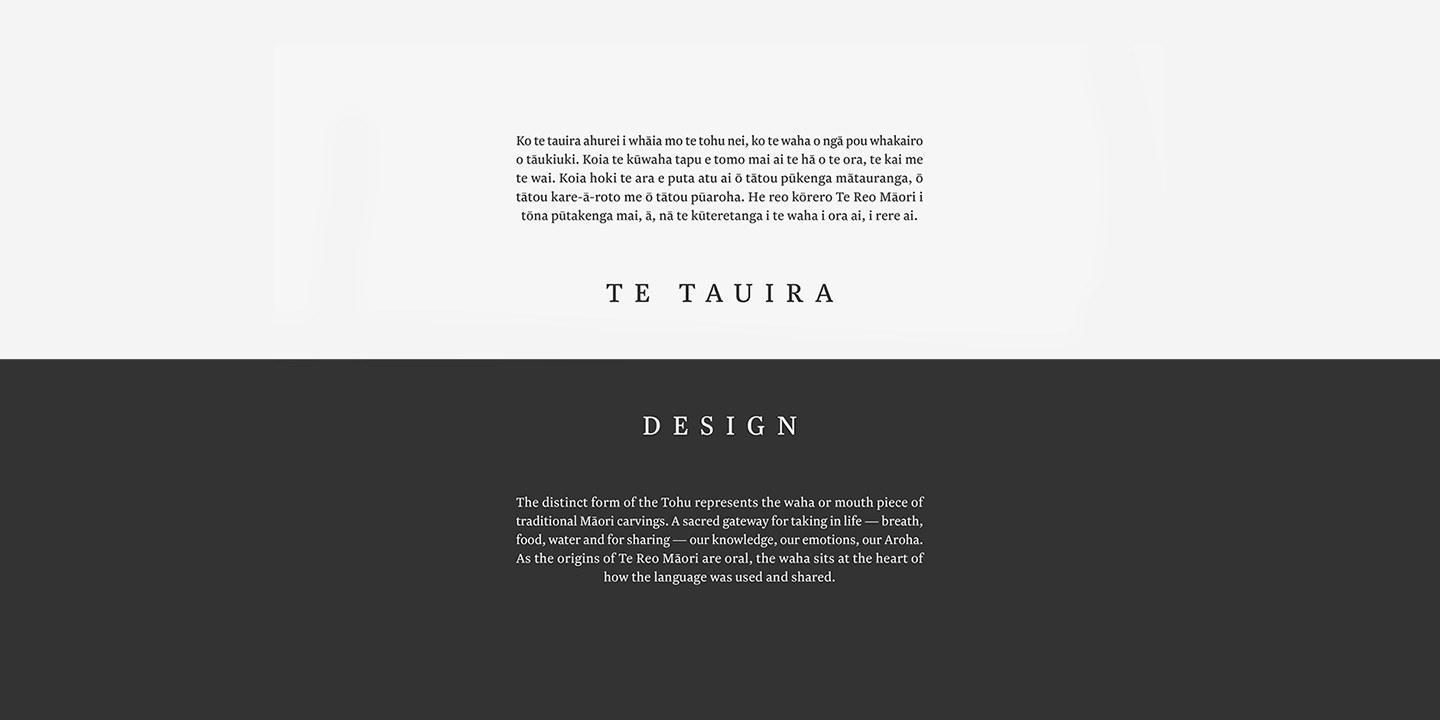 Ko te tauira ahurei i whāia mo te tohu nei, ko te waha o ngā pou whakairo
o tāukiuki. Koia te kūwaha tapu e tomo mai ai te hā o te ora, te kai me
te wai. Koia hoki te ara e puta atu ai ō tātou pūkenga mātauranga, ō
tātou kare-ā-roto me ō tātou pūaroha. He reo kōrero Te Reo Māori i
tōna pūtakenga mai, ā, nā te kūteretanga i te waha i ora ai, i rere ai.
TE TAUIRA
DESIGN
The distinct form of the Tohu represents the waha or mouth piece of
traditional Māori carvings. A sacred gateway for taking in life — breath,
food, water and for sharing — our knowledge, our emotions, our Aroha.
As the origins of Te Reo Māori are oral, the waha sits at the heart of
how the language was used and shared.